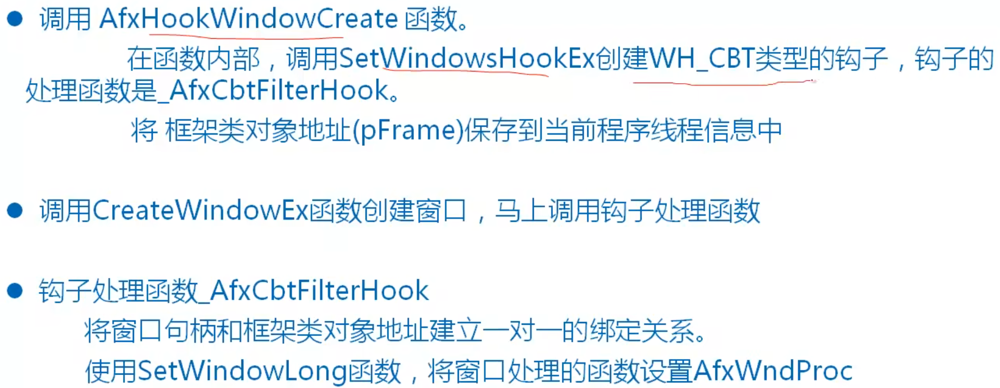 调用 AfxHookWindowCreate 函数。
在函数内部，调用SetWindowsHookEx创建WH_CBT类型的钩子，钩子的
处理函数是_AfxCbtFilterHook。
将 框架类对象地址(pFrame)保存到当前程序线程信息中
调用CreateWindowEx函数创建窗口，马上调用钩子处理函数
钩子处理函数_AfxCbtFilterHook
将窗口句柄和框架类对象地址建立一对一的绑定关系。
使用SetWindowLong函数，将窗口处理的函数设置AfxWndProc